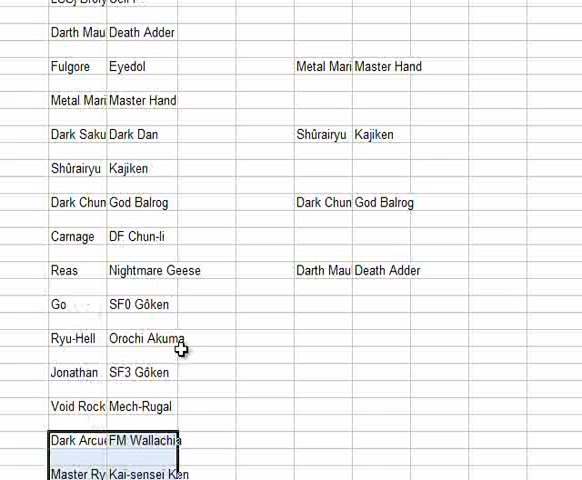 Darth Mau Death Adder
Fulgore Eyedol Metal Mari Master Hand
Metal Mari Master Hand
Dark Saku Dark Dan Shûrairyu Kajiken
Shûrairyu Kajiken
Dark Chun God Balrog Dark Chun God Balrog
Carnage DF Chun-li
Reas Nightmare Geese Darth Mau Death Adder
Go SF0 Gôken
Ryu-Hell Orochi Akuma
Jonathan SF3 Gôken
Void Rock Mech-Rugal
Dark Arcue FM Wallachia
Master Ry Kai-sensei Ken